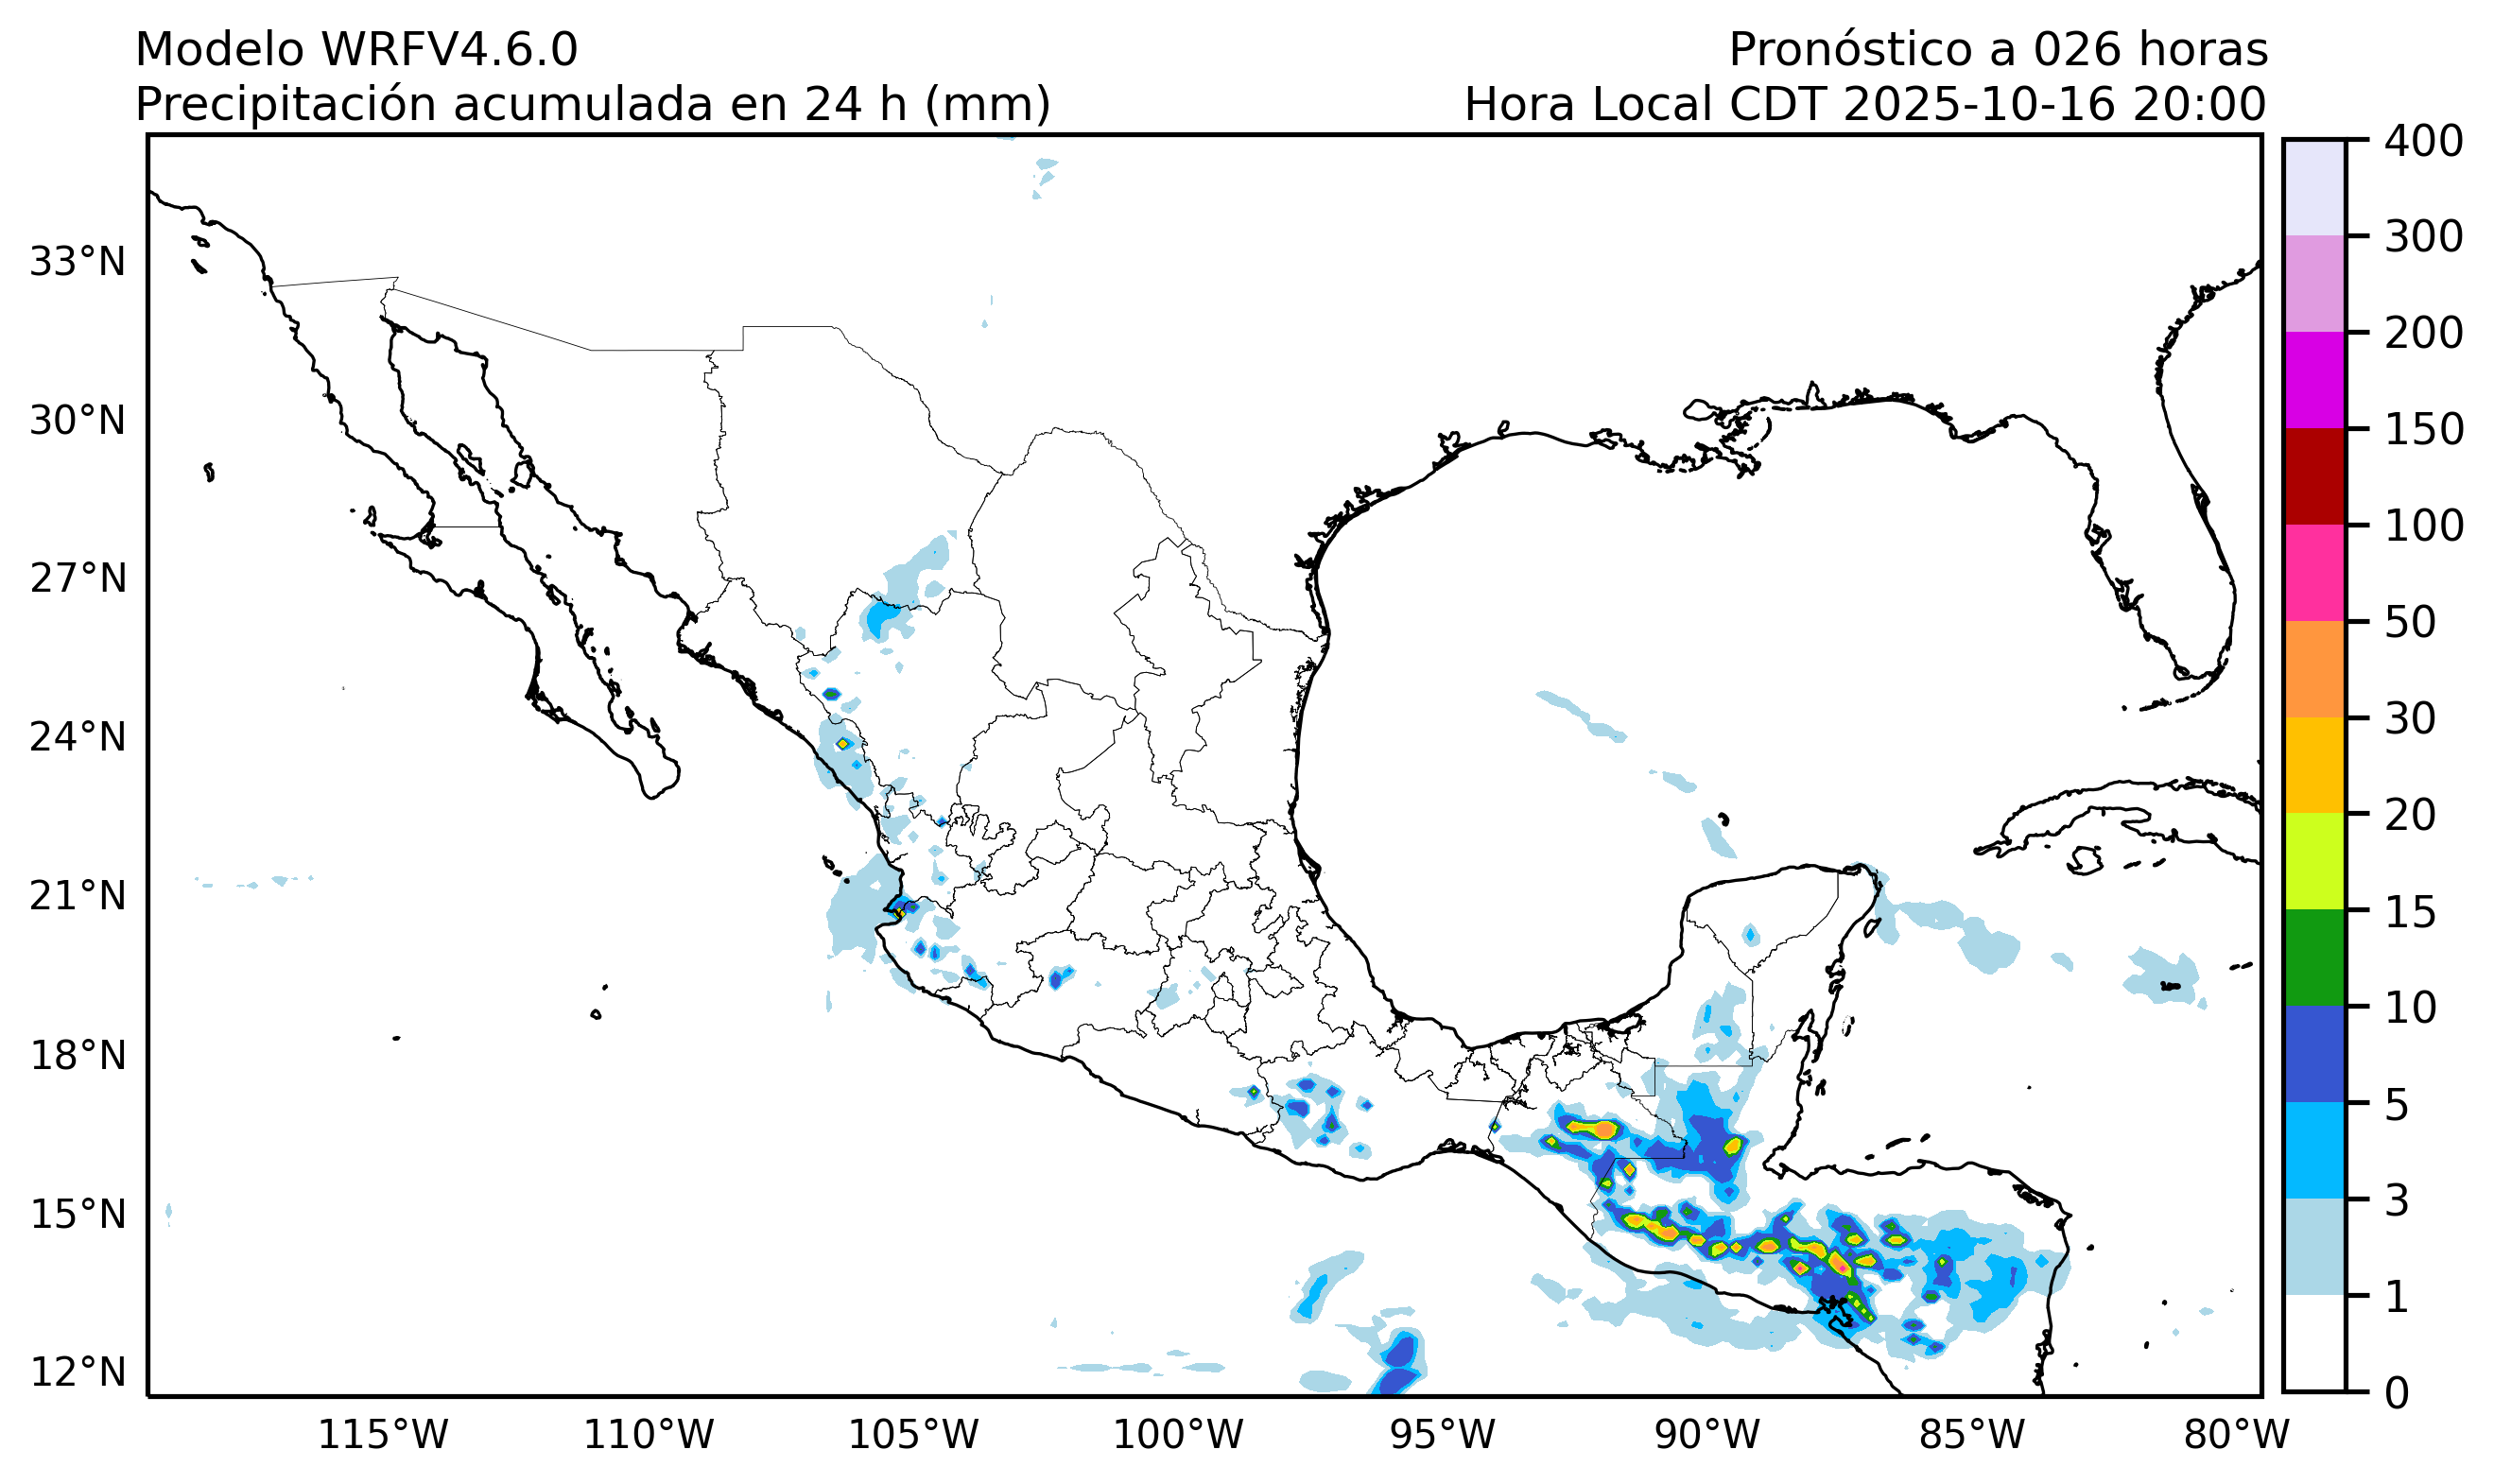 Modelo WRFV4.6.0
Pronóstico a 026 horas
Precipitación acumulada en 24 h (mm)
Hora Local CDT 2025-10-16 20:00
33°N
30°N
27°N
24°N
21°N
18°N
15°N
12°N
115°W
110°W
105°W
100°W
95°W
90°W
85°W
80°W
400
300
200
150
100
50
30
20
15
10
5
3
1
0